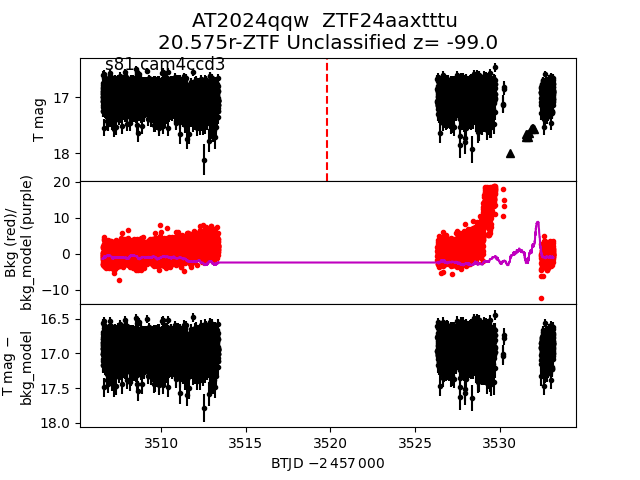 AT2024qqw  ZTF24aaxtttu
20.575r-ZTF Unclassified z= -99.0
s81 cam4ccd3
T mag
17
18
Bkg (red)/
bkg_model (purple)
20
10
0
−10
T mag −
bkg_model
16.5
17.0
17.5
18.0
3510
3515
3520
3525
3530
BTJD −2 457 000